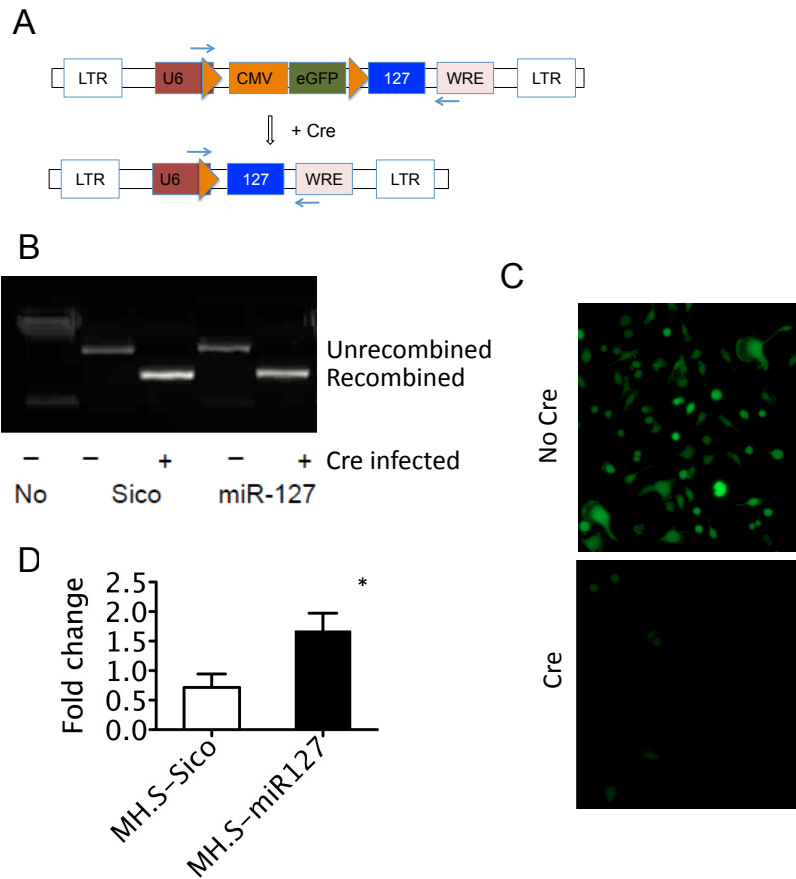 A
LTR U6 CMV eGFP 127 WRE LTR
+ Cre
LTR U6 127 WRE LTR
B
Unrecombined
Recombined
− − + − + Cre infected
No Sico miR-127
C
No Cre
Cre
D
Fold change
2.5
2.0
1.5
1.0
0.5
0.0
*
MH.S−Sico
MH.S−miR127